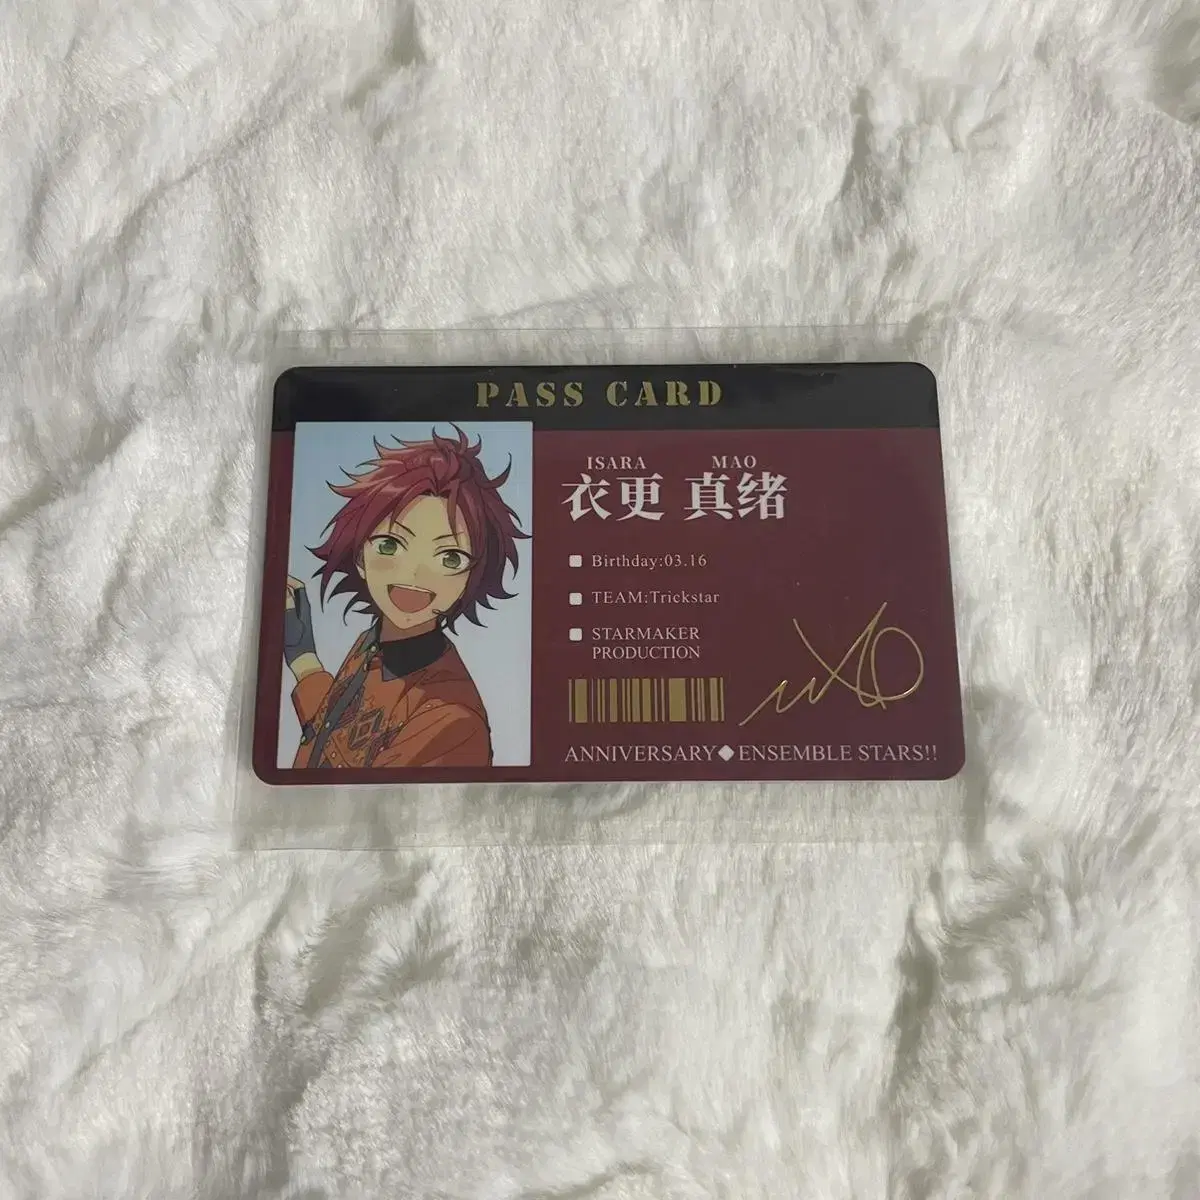 PASS CARD
ISARA MAO
衣更 真绪
Birthday:03.16
TEAM:Trickstar
STARMAKER
PRODUCTION
ANNIVERSARY◆ENSEMBLE STARS!!